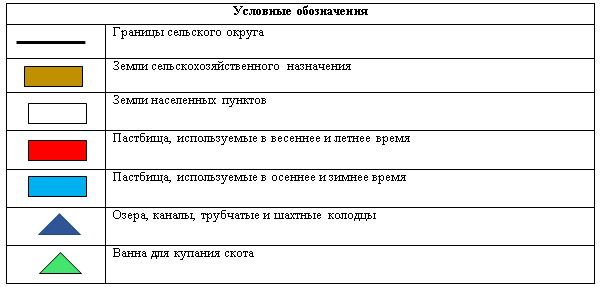 Условные обозначения
Границы сельского округа
Земли сельскохозяйственного назначения
Земли населенных пунктов
Пастбища, используемые в весеннее и летнее время
Пастбища, используемые в осеннее и зимнее время
Озера, каналы, трубчатые и шахтные колодцы
Ванна для купания скота